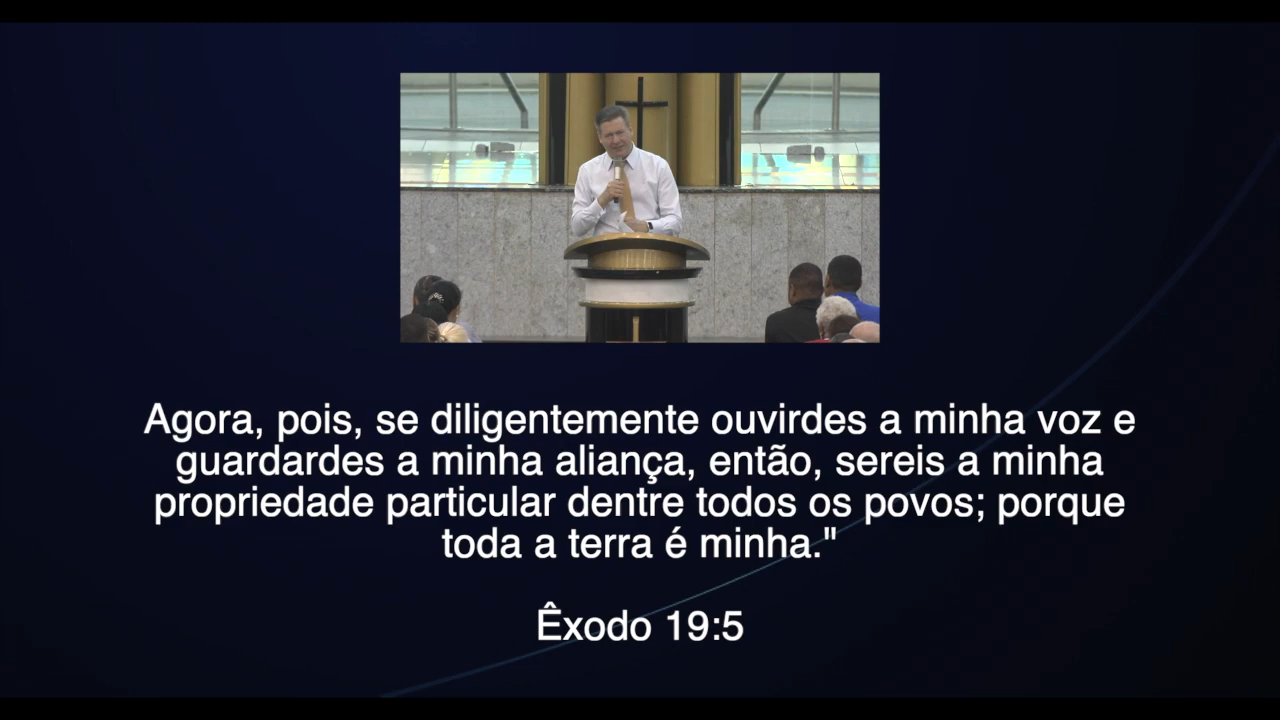 Agora, pois, se diligentemente ouvirdes a minha voz e
guardardes a minha aliança, então, sereis a minha
propriedade particular dentre todos os povos; porque
toda a terra é minha."
Êxodo 19:5